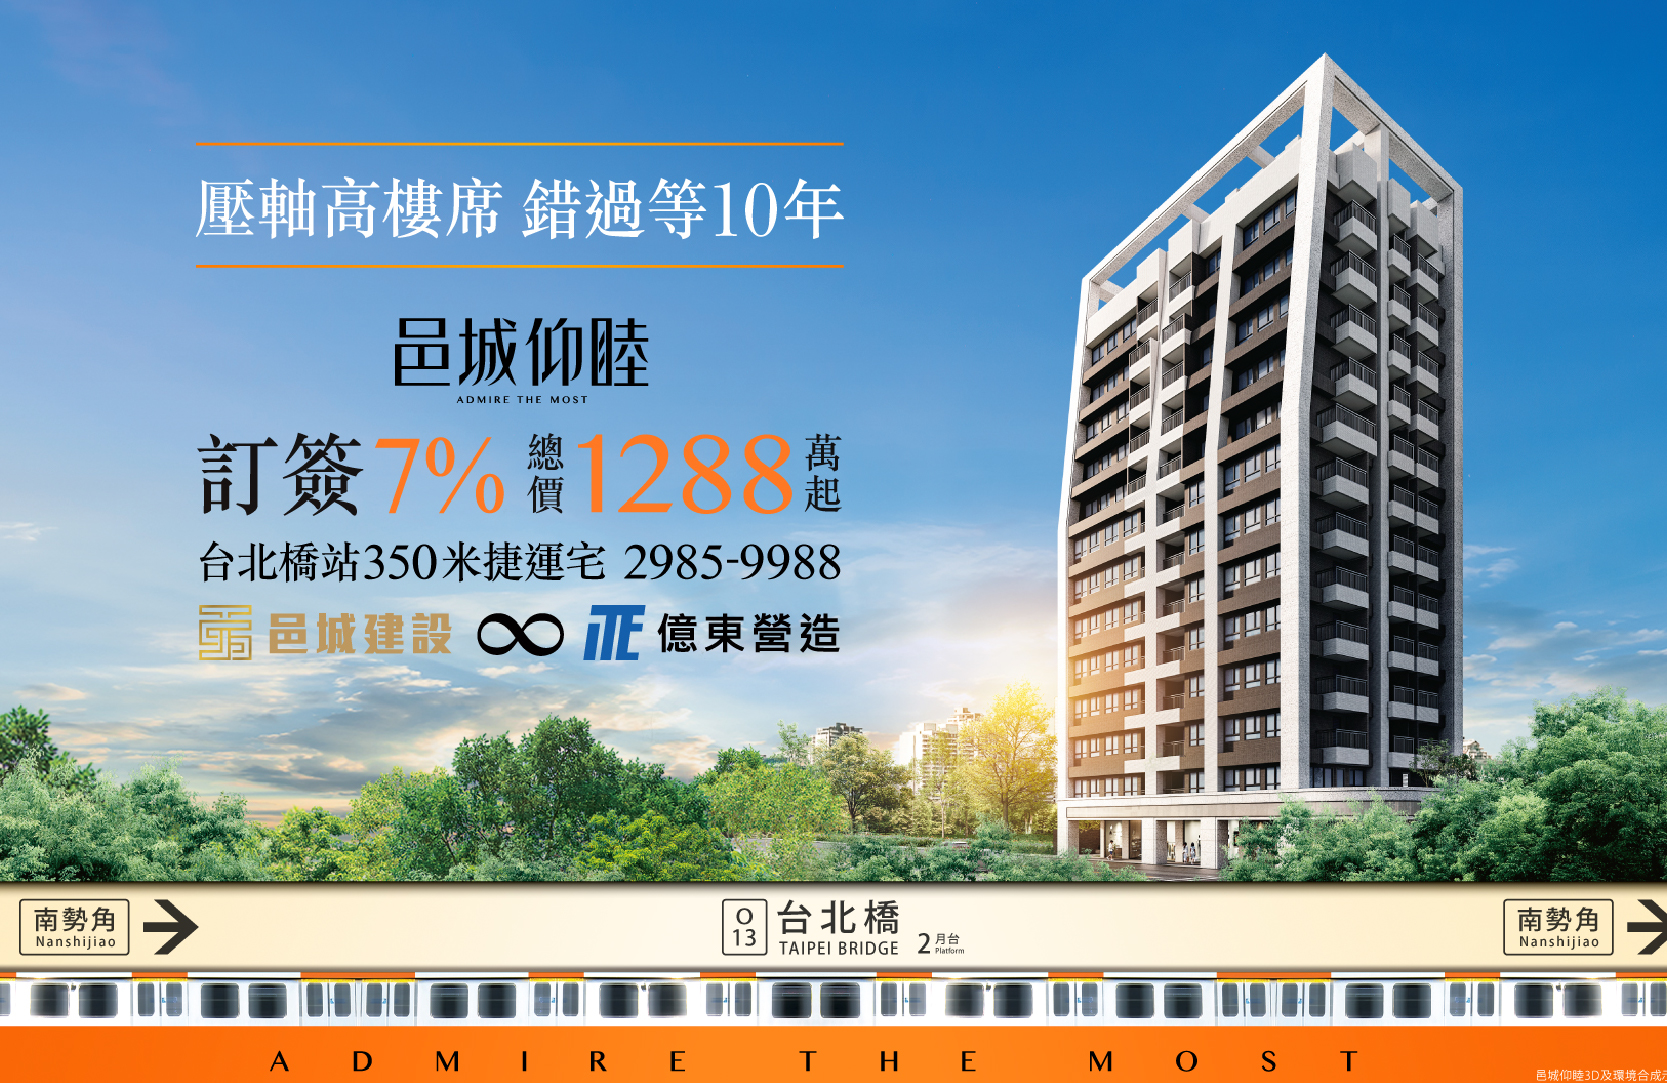 壓軸高樓席 錯過等10年
邑城仰睦
ADMIRE THE MOST
訂簽7% 總價1288萬起
台北橋站350米捷運宅 2985-9988
邑城建設 ∞ 億東營造
南勢角
Nanshijiao
O
13
台北橋
TAIPEI BRIDGE
2 月台
Platform
南勢角
Nanshijiao
ADMIRE THE MOST
邑城仰睦3D及環境合成